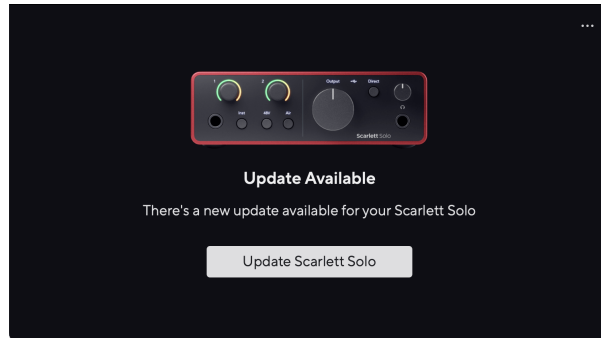 ...
1 2 Output Direct
Inst 48V Air
Scarlett Solo
Update Available
There's a new update available for your Scarlett Solo
Update Scarlett Solo